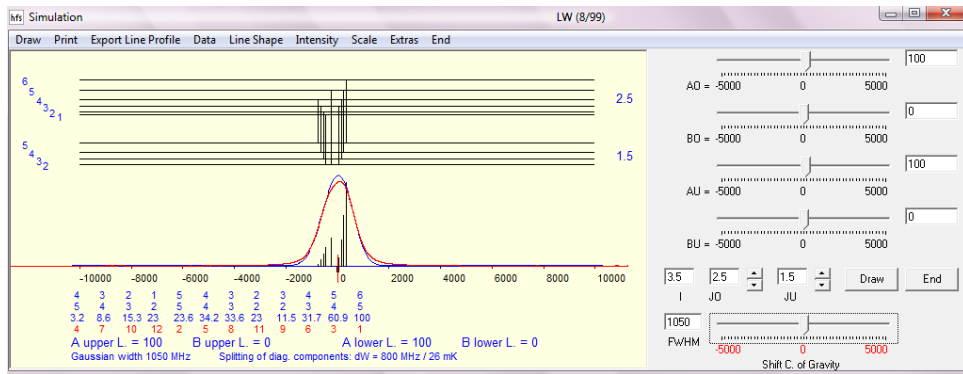 hfs Simulation LW (8/99)
Draw Print Export Line Profile Data Line Shape Intensity Scale Extras End
6
5
4
3
2
1
2.5
5
4
3
2
1.5
-10000 -8000 -6000 -4000 -2000 0 2000 4000 6000 8000 10000
4 3 2 1 5 4 3 2 3 4 5 6
5 4 3 2 5 4 3 2 2 3 4 5
3.2 8.6 15.3 23 23.6 34.2 33.6 23 11.5 31.7 60.9 100
4 7 10 12 2 5 8 11 9 6 3 1
A upper L. = 100 B upper L. = 0 A lower L. = 100 B lower L. = 0
Gaussian width 1050 MHz Splitting of diag. components: dW = 800 MHz / 26 mK
100
AO = -5000 0 5000
0
BO = -5000 0 5000
100
AU = -5000 0 5000
0
BU = -5000 0 5000
3.5 2.5 1.5 Draw End
I JO JU
1050
FWHM -5000 0 5000
Shift C. of Gravity